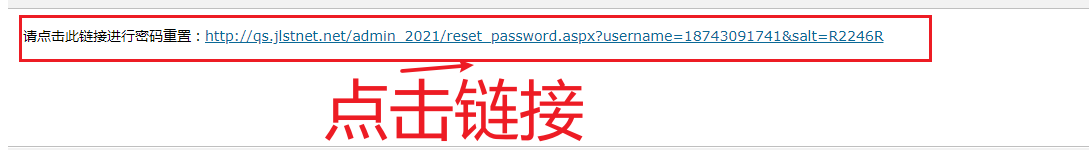 请点击此链接进行密码重置：http://qs.jlstnet.net/admin_2021/reset_password.aspx?username=18743091741&salt=R2246R
点击链接